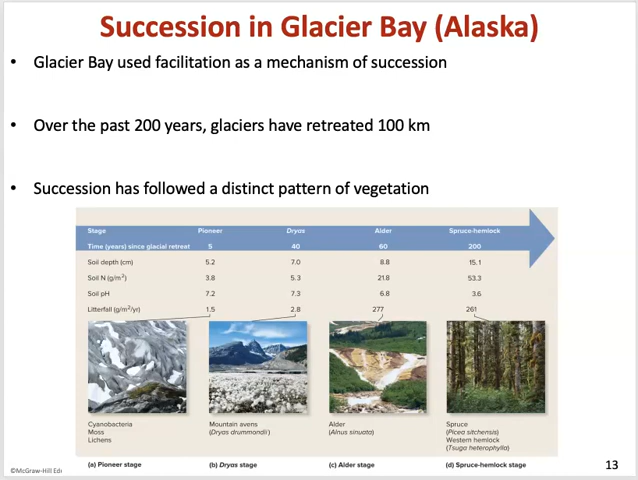 Succession in Glacier Bay (Alaska)
• Glacier Bay used facilitation as a mechanism of succession
• Over the past 200 years, glaciers have retreated 100 km
• Succession has followed a distinct pattern of vegetation
Stage Pioneer Dryas Alder Spruce-hemlock
Time (years) since glacial retreat 5 40 60 200
Soil depth (cm) 5.2 7.0 8.8 15.1
Soil N (g/m²) 3.8 5.3 21.8 53.3
Soil pH 7.2 7.3 6.8 3.6
Litterfall (g/m²/yr) 1.5 2.8 277 261
Cyanobacteria
Moss
Lichens
(a) Pioneer stage
Mountain avens
(Dryas drummondii)
(b) Dryas stage
Alder
(Alnus sinuata)
(c) Alder stage
Spruce
(Picea sitchensis)
Western hemlock
(Tsuga heterophylla)
(d) Spruce-hemlock stage
©McGraw-Hill Ed
13